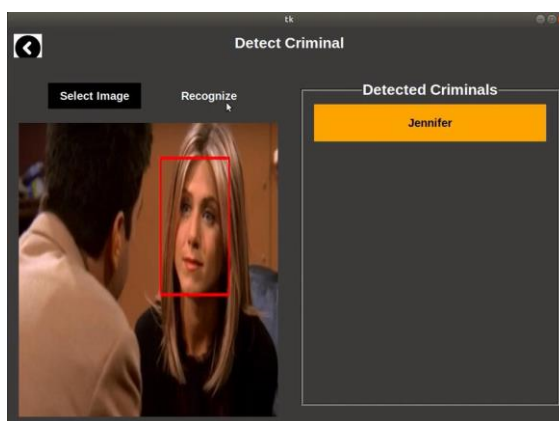 tk
Detect Criminal
Select Image
Recognize
Detected Criminals
Jennifer